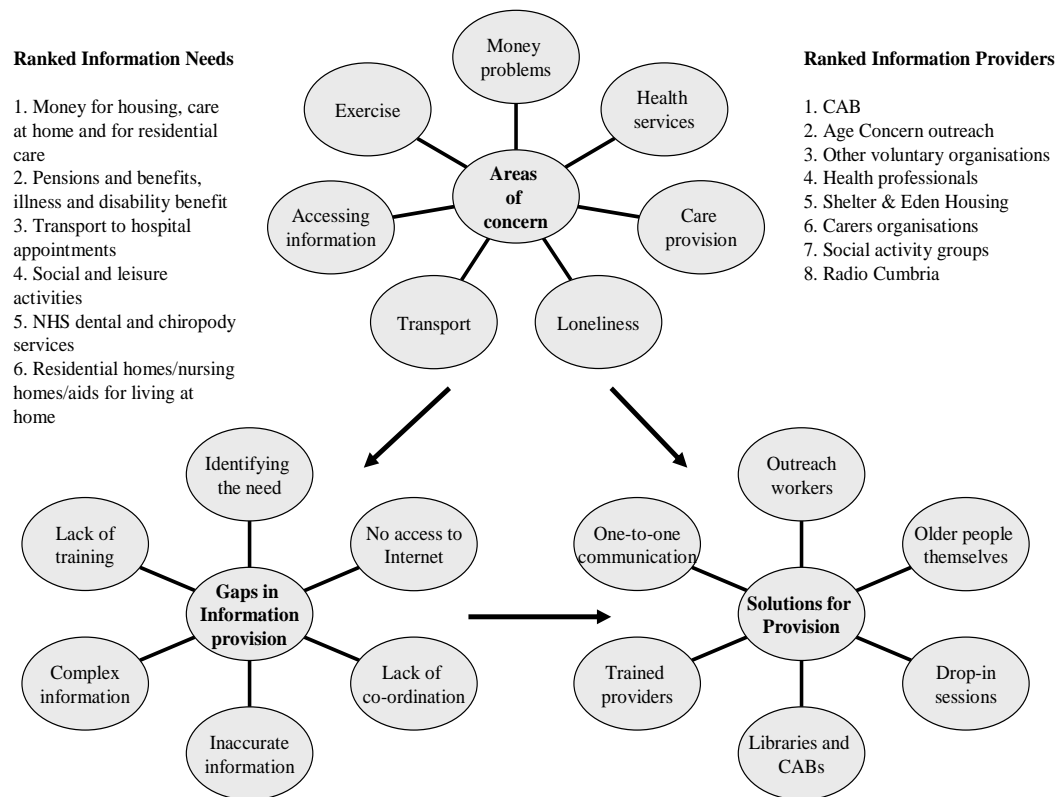 Ranked Information Needs
1. Money for housing, care
at home and for residential
care
2. Pensions and benefits,
illness and disability benefit
3. Transport to hospital
appointments
4. Social and leisure
activities
5. NHS dental and chiropody
services
6. Residential homes/nursing
homes/aids for living at
home
Money
problems
Exercise
Health
services
Areas
of
concern
Accessing
information
Care
provision
Transport
Loneliness
Ranked Information Providers
1. CAB
2. Age Concern outreach
3. Other voluntary organisations
4. Health professionals
5. Shelter & Eden Housing
6. Carers organisations
7. Social activity groups
8. Radio Cumbria
Identifying
the need
Lack of
training
No access to
Internet
Gaps in
Information
provision
Complex
information
Lack of
co-ordination
Inaccurate
information
Outreach
workers
One-to-one
communication
Older people
themselves
Solutions for
Provision
Trained
providers
Drop-in
sessions
Libraries and
CABs